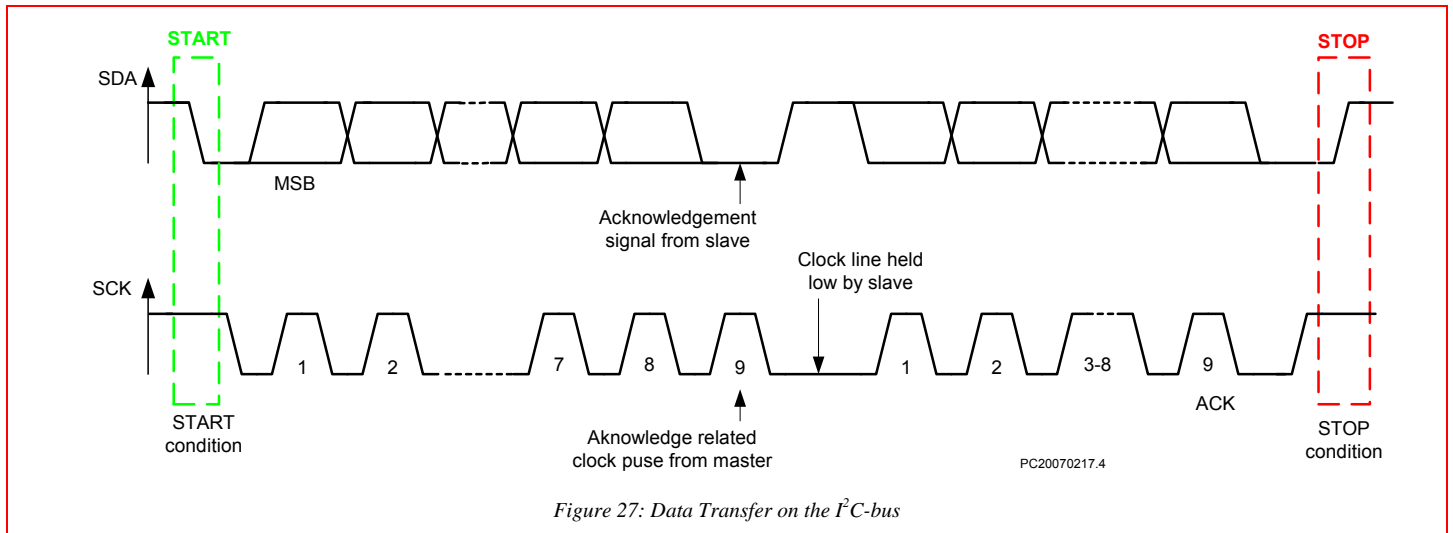 START
STOP
SDA
MSB
Acknowledgement
signal from slave
Clock line held
low by slave
SCK
1 2 7 8 9 1 2 3-8 9
ACK
START
condition
Aknowledge related
clock puse from master
STOP
condition
PC20070217.4
Figure 27: Data Transfer on the I²C-bus